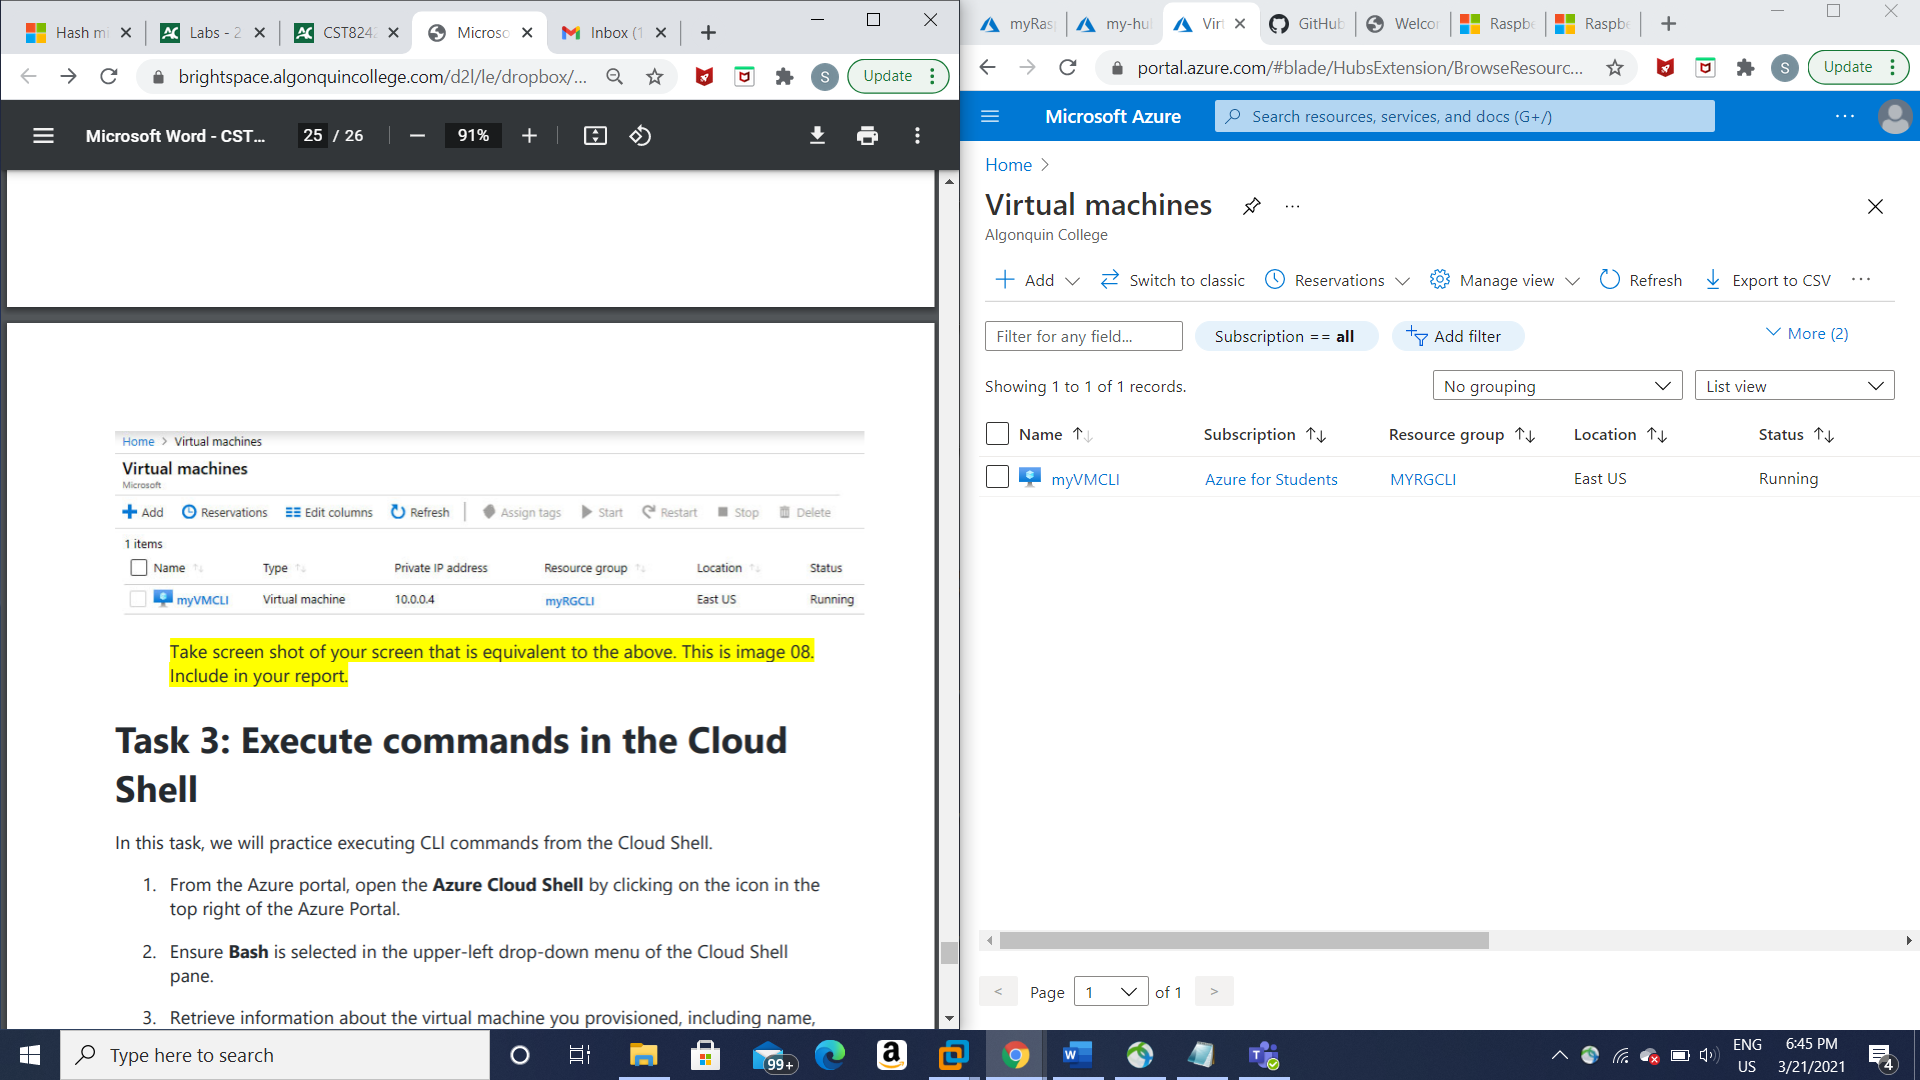 Hash mi
Labs - 2
CST8242
Microso
Inbox (1
brightspace.algonquincollege.com/d2l/le/dropbox/...
S
Update
Microsoft Word - CST...
25 / 26
91%
Home > Virtual machines
Virtual machines
Microsoft
Add Reservations Edit columns Refresh Assign tags Start Restart Stop Delete
1 items
Name Type Private IP address Resource group Location Status
myVMCLI Virtual machine 10.0.0.4 myRGCLI East US Running
Take screen shot of your screen that is equivalent to the above. This is image 08.
Include in your report.
Task 3: Execute commands in the Cloud
Shell
In this task, we will practice executing CLI commands from the Cloud Shell.
1. From the Azure portal, open the Azure Cloud Shell by clicking on the icon in the
top right of the Azure Portal.
2. Ensure Bash is selected in the upper-left drop-down menu of the Cloud Shell
pane.
3. Retrieve information about the virtual machine you provisioned, including name,
myRas
my-hu
Virt
GitHub
Welcor
Raspbe
Raspbe
portal.azure.com/#blade/HubsExtension/BrowseResourc...
S
Update
Microsoft Azure
Search resources, services, and docs (G+/)
Home >
Virtual machines
Algonquin College
Add Switch to classic Reservations Manage view Refresh Export to CSV
Filter for any field...
Subscription == all
Add filter
More (2)
Showing 1 to 1 of 1 records.
No grouping
List view
Name Subscription Resource group Location Status
myVMCLI Azure for Students MYRGCLI East US Running
< Page 1 of 1 >
Type here to search
99+
ENG
US
6:45 PM
3/21/2021
4